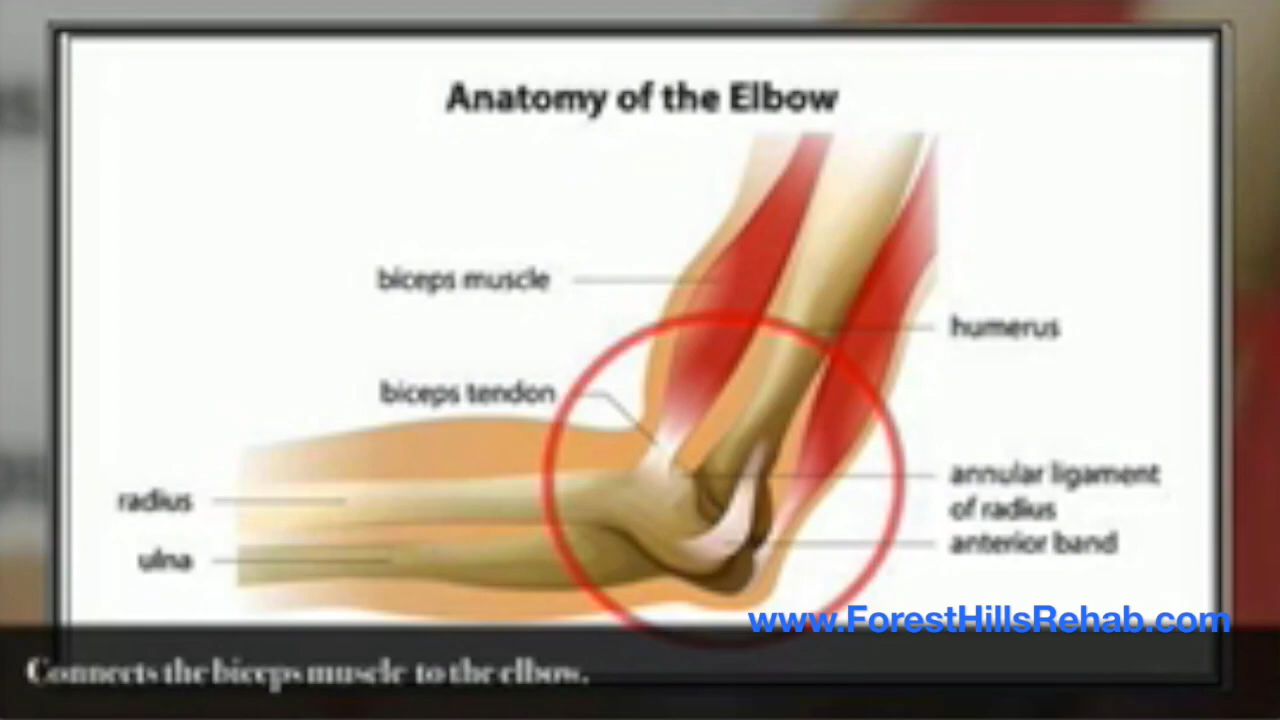 Anatomy of the Elbow
biceps muscle
humerus
biceps tendon
annular ligament
of radius
radius
anterior band
ulna
www.ForestHillsRehab.com
Connects the biceps muscle to the elbow.